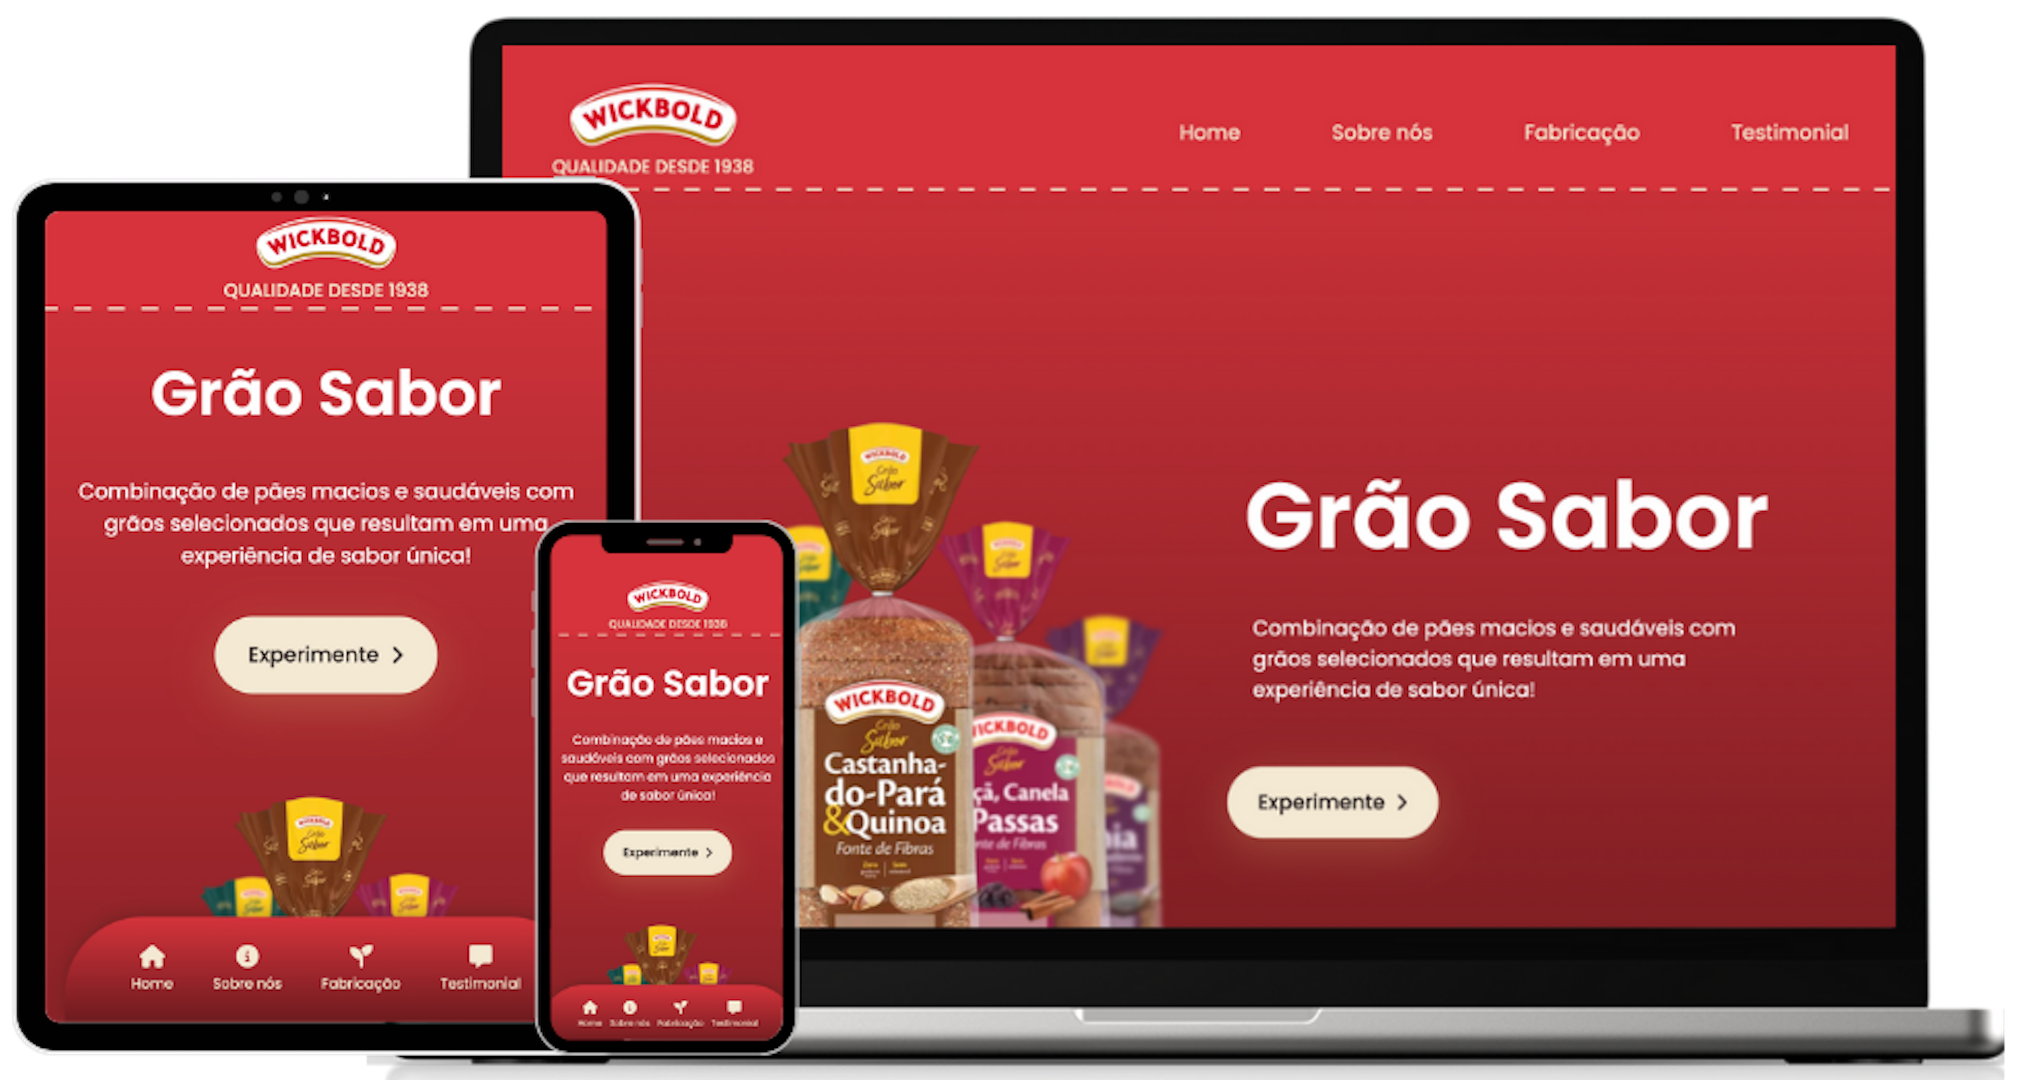 WICKBOLD
QUALIDADE DESDE 1938
Home
Sobre nós
Fabricação
Testimonial
Grão Sabor
Combinação de pães macios e saudáveis com
grãos selecionados que resultam em uma
experiência de sabor única!
Experimente
WICKBOLD
Grão
Sabor
WICKBOLD
Grão
Sabor
Castanha-
do-Pará
&Quinoa
Fonte de Fibras
WICKBOLD
Grão
Sabor
Canela
Passas
de Fibras
WICKBOLD
QUALIDADE DESDE 1938
Grão Sabor
Combinação de pães macios e saudáveis com
grãos selecionados que resultam em uma
experiência de sabor única!
Experimente
Home
Sobre nós
Fabricação
Testimonial
WICKBOLD
QUALIDADE DESDE 1938
Grão Sabor
Combinação de pães macios e
saudáveis com grãos selecionados
que resultam em uma experiência
de sabor única!
Experimente
Home
Sobre nós
Fabricação
Testimonial